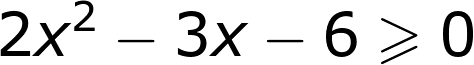 2x² − 3x − 6 ⩾ 0